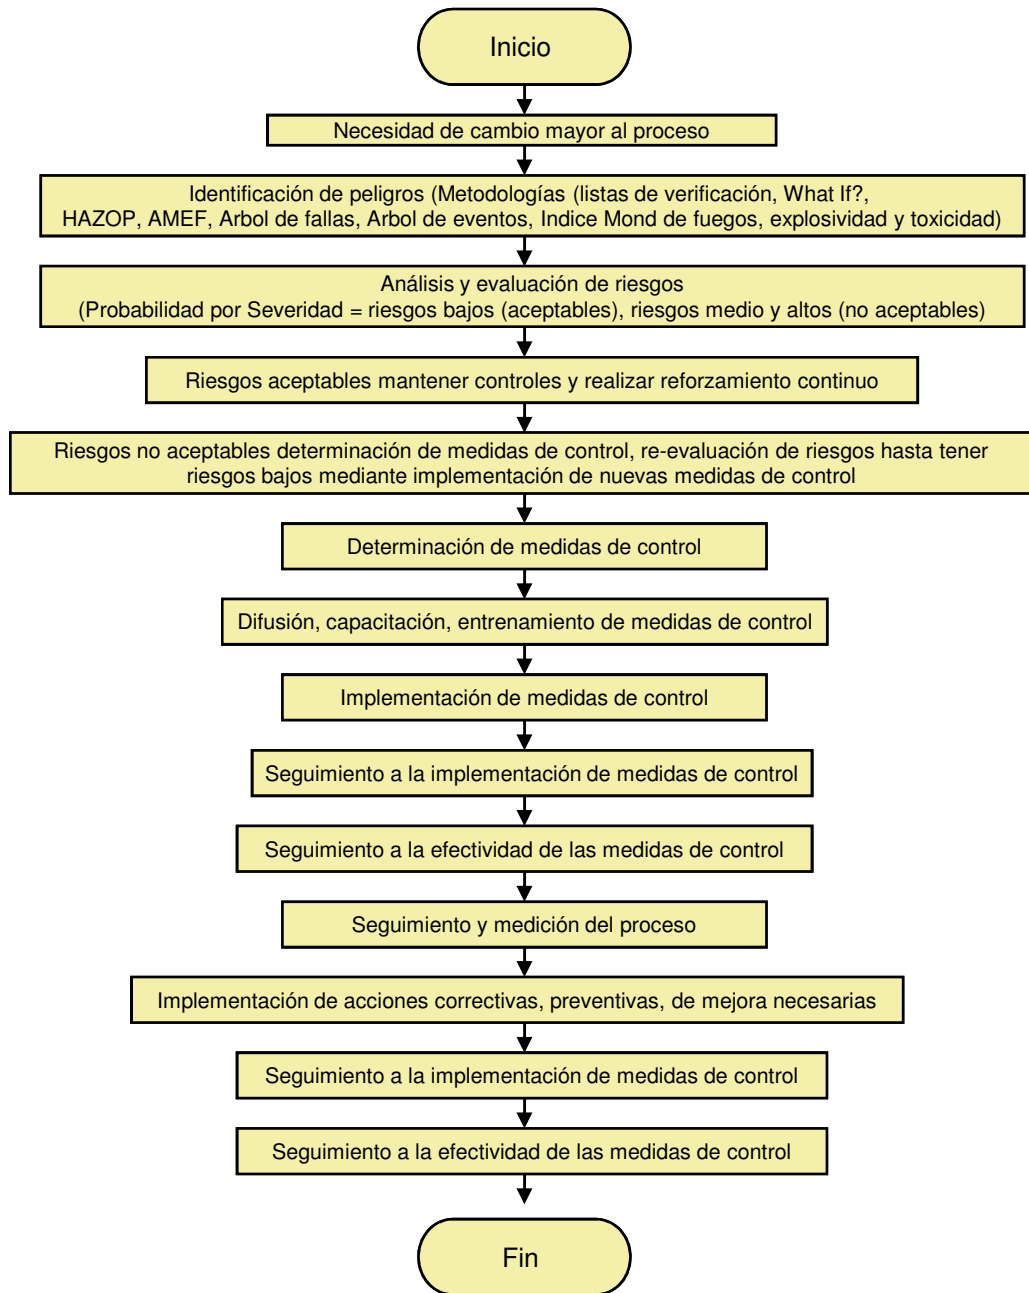 Inicio
Necesidad de cambio mayor al proceso
Identificación de peligros (Metodologías (listas de verificación, What If?,
HAZOP, AMEF, Arbol de fallas, Arbol de eventos, Indice Mond de fuegos, explosividad y toxicidad)
Análisis y evaluación de riesgos
(Probabilidad por Severidad = riesgos bajos (aceptables), riesgos medio y altos (no aceptables)
Riesgos aceptables mantener controles y realizar reforzamiento continuo
Riesgos no aceptables determinación de medidas de control, re-evaluación de riesgos hasta tener
riesgos bajos mediante implementación de nuevas medidas de control
Determinación de medidas de control
Difusión, capacitación, entrenamiento de medidas de control
Implementación de medidas de control
Seguimiento a la implementación de medidas de control
Seguimiento a la efectividad de las medidas de control
Seguimiento y medición del proceso
Implementación de acciones correctivas, preventivas, de mejora necesarias
Seguimiento a la implementación de medidas de control
Seguimiento a la efectividad de las medidas de control
Fin